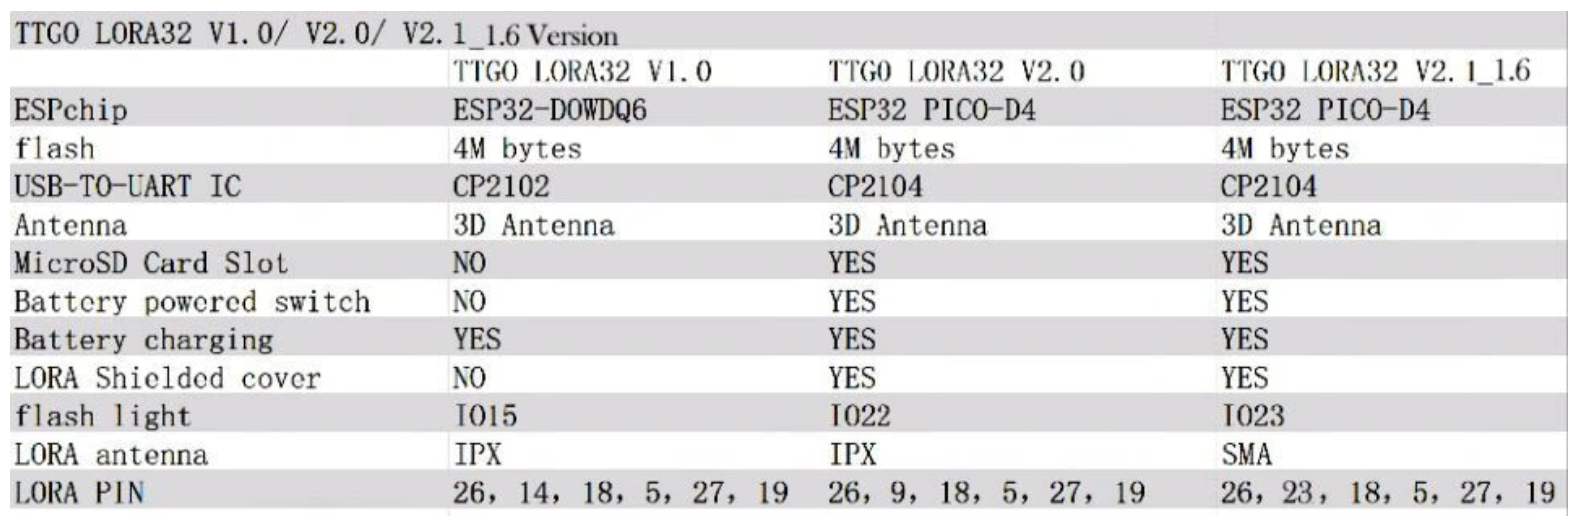 TTGO LORA32 V1.0/ V2.0/ V2.1_1.6 Version
TTGO LORA32 V1.0 TTGO LORA32 V2.0 TTGO LORA32 V2.1_1.6
ESPchip ESP32-DOWDQ6 ESP32 PICO-D4 ESP32 PICO-D4
flash 4M bytes 4M bytes 4M bytes
USB-TO-UART IC CP2102 CP2104 CP2104
Antenna 3D Antenna 3D Antenna 3D Antenna
MicroSD Card Slot NO YES YES
Battery powered switch NO YES YES
Battery charging YES YES YES
LORA Shielded cover NO YES YES
flash light IO15 IO22 IO23
LORA antenna IPX IPX SMA
LORA PIN 26, 14, 18, 5, 27, 19 26, 9, 18, 5, 27, 19 26, 23, 18, 5, 27, 19